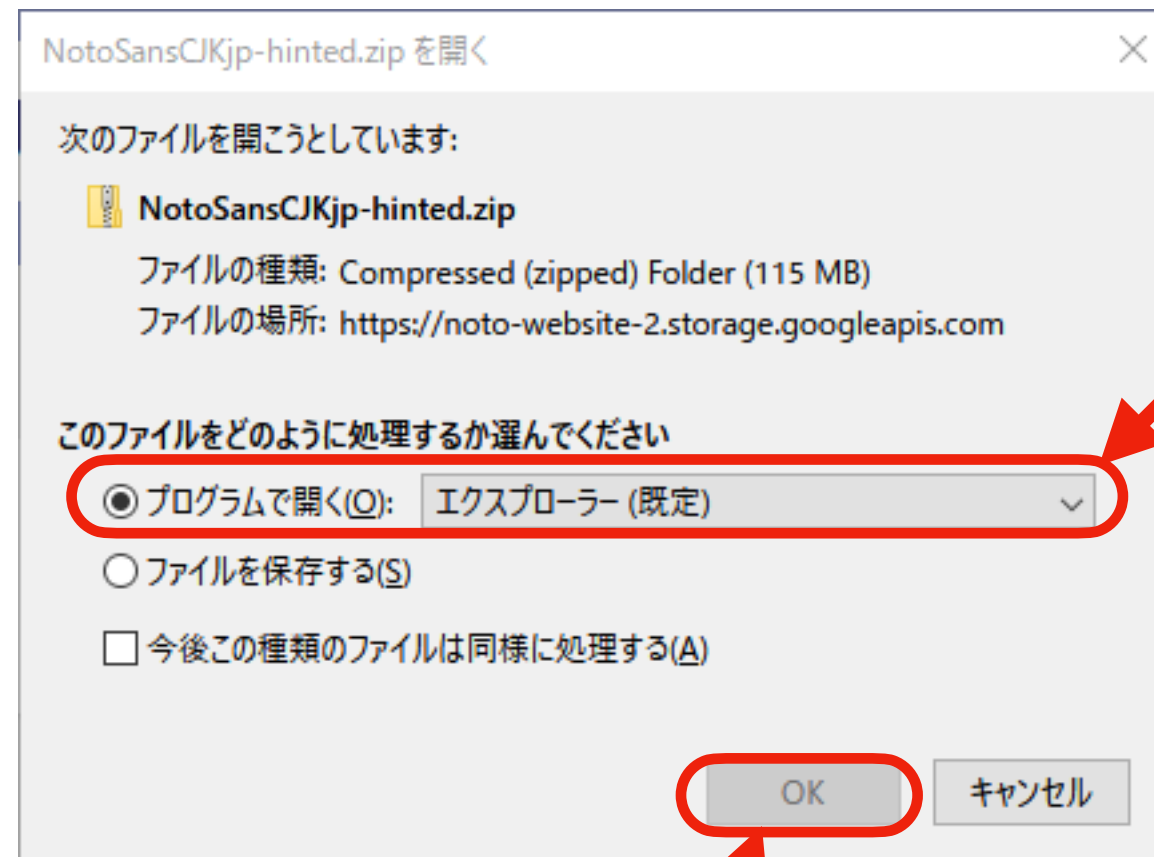 NotoSansCJKjp-hinted.zip を開く
次のファイルを開こうとしています:
NotoSansCJKjp-hinted.zip
ファイルの種類: Compressed (zipped) Folder (115 MB)
ファイルの場所: https://noto-website-2.storage.googleapis.com
このファイルをどのように処理するか選んでください
プログラムで開く(O): エクスプローラー (既定)
ファイルを保存する(S)
今後この種類のファイルは同様に処理する(A)
OK キャンセル